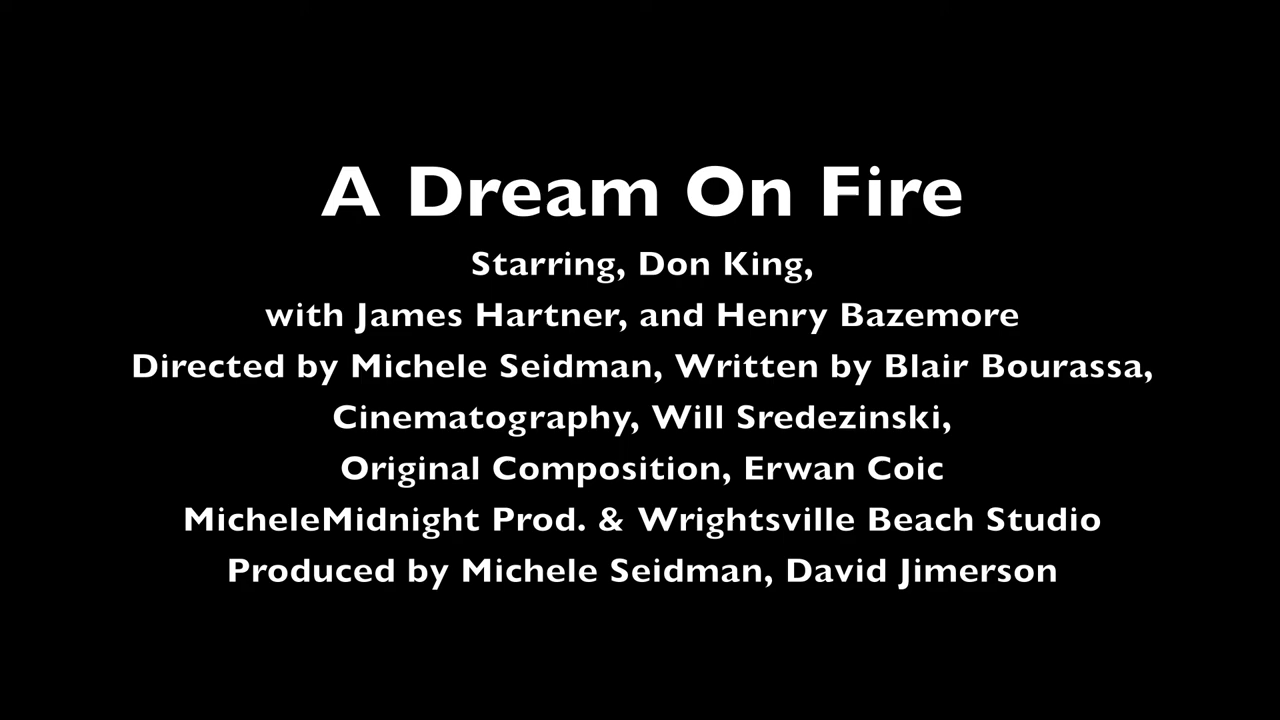 A Dream On Fire
Starring, Don King,
with James Hartner, and Henry Bazemore
Directed by Michele Seidman, Written by Blair Bourassa,
Cinematography, Will Sredezinski,
Original Composition, Erwan Coic
MicheleMidnight Prod. & Wrightsville Beach Studio
Produced by Michele Seidman, David Jimerson